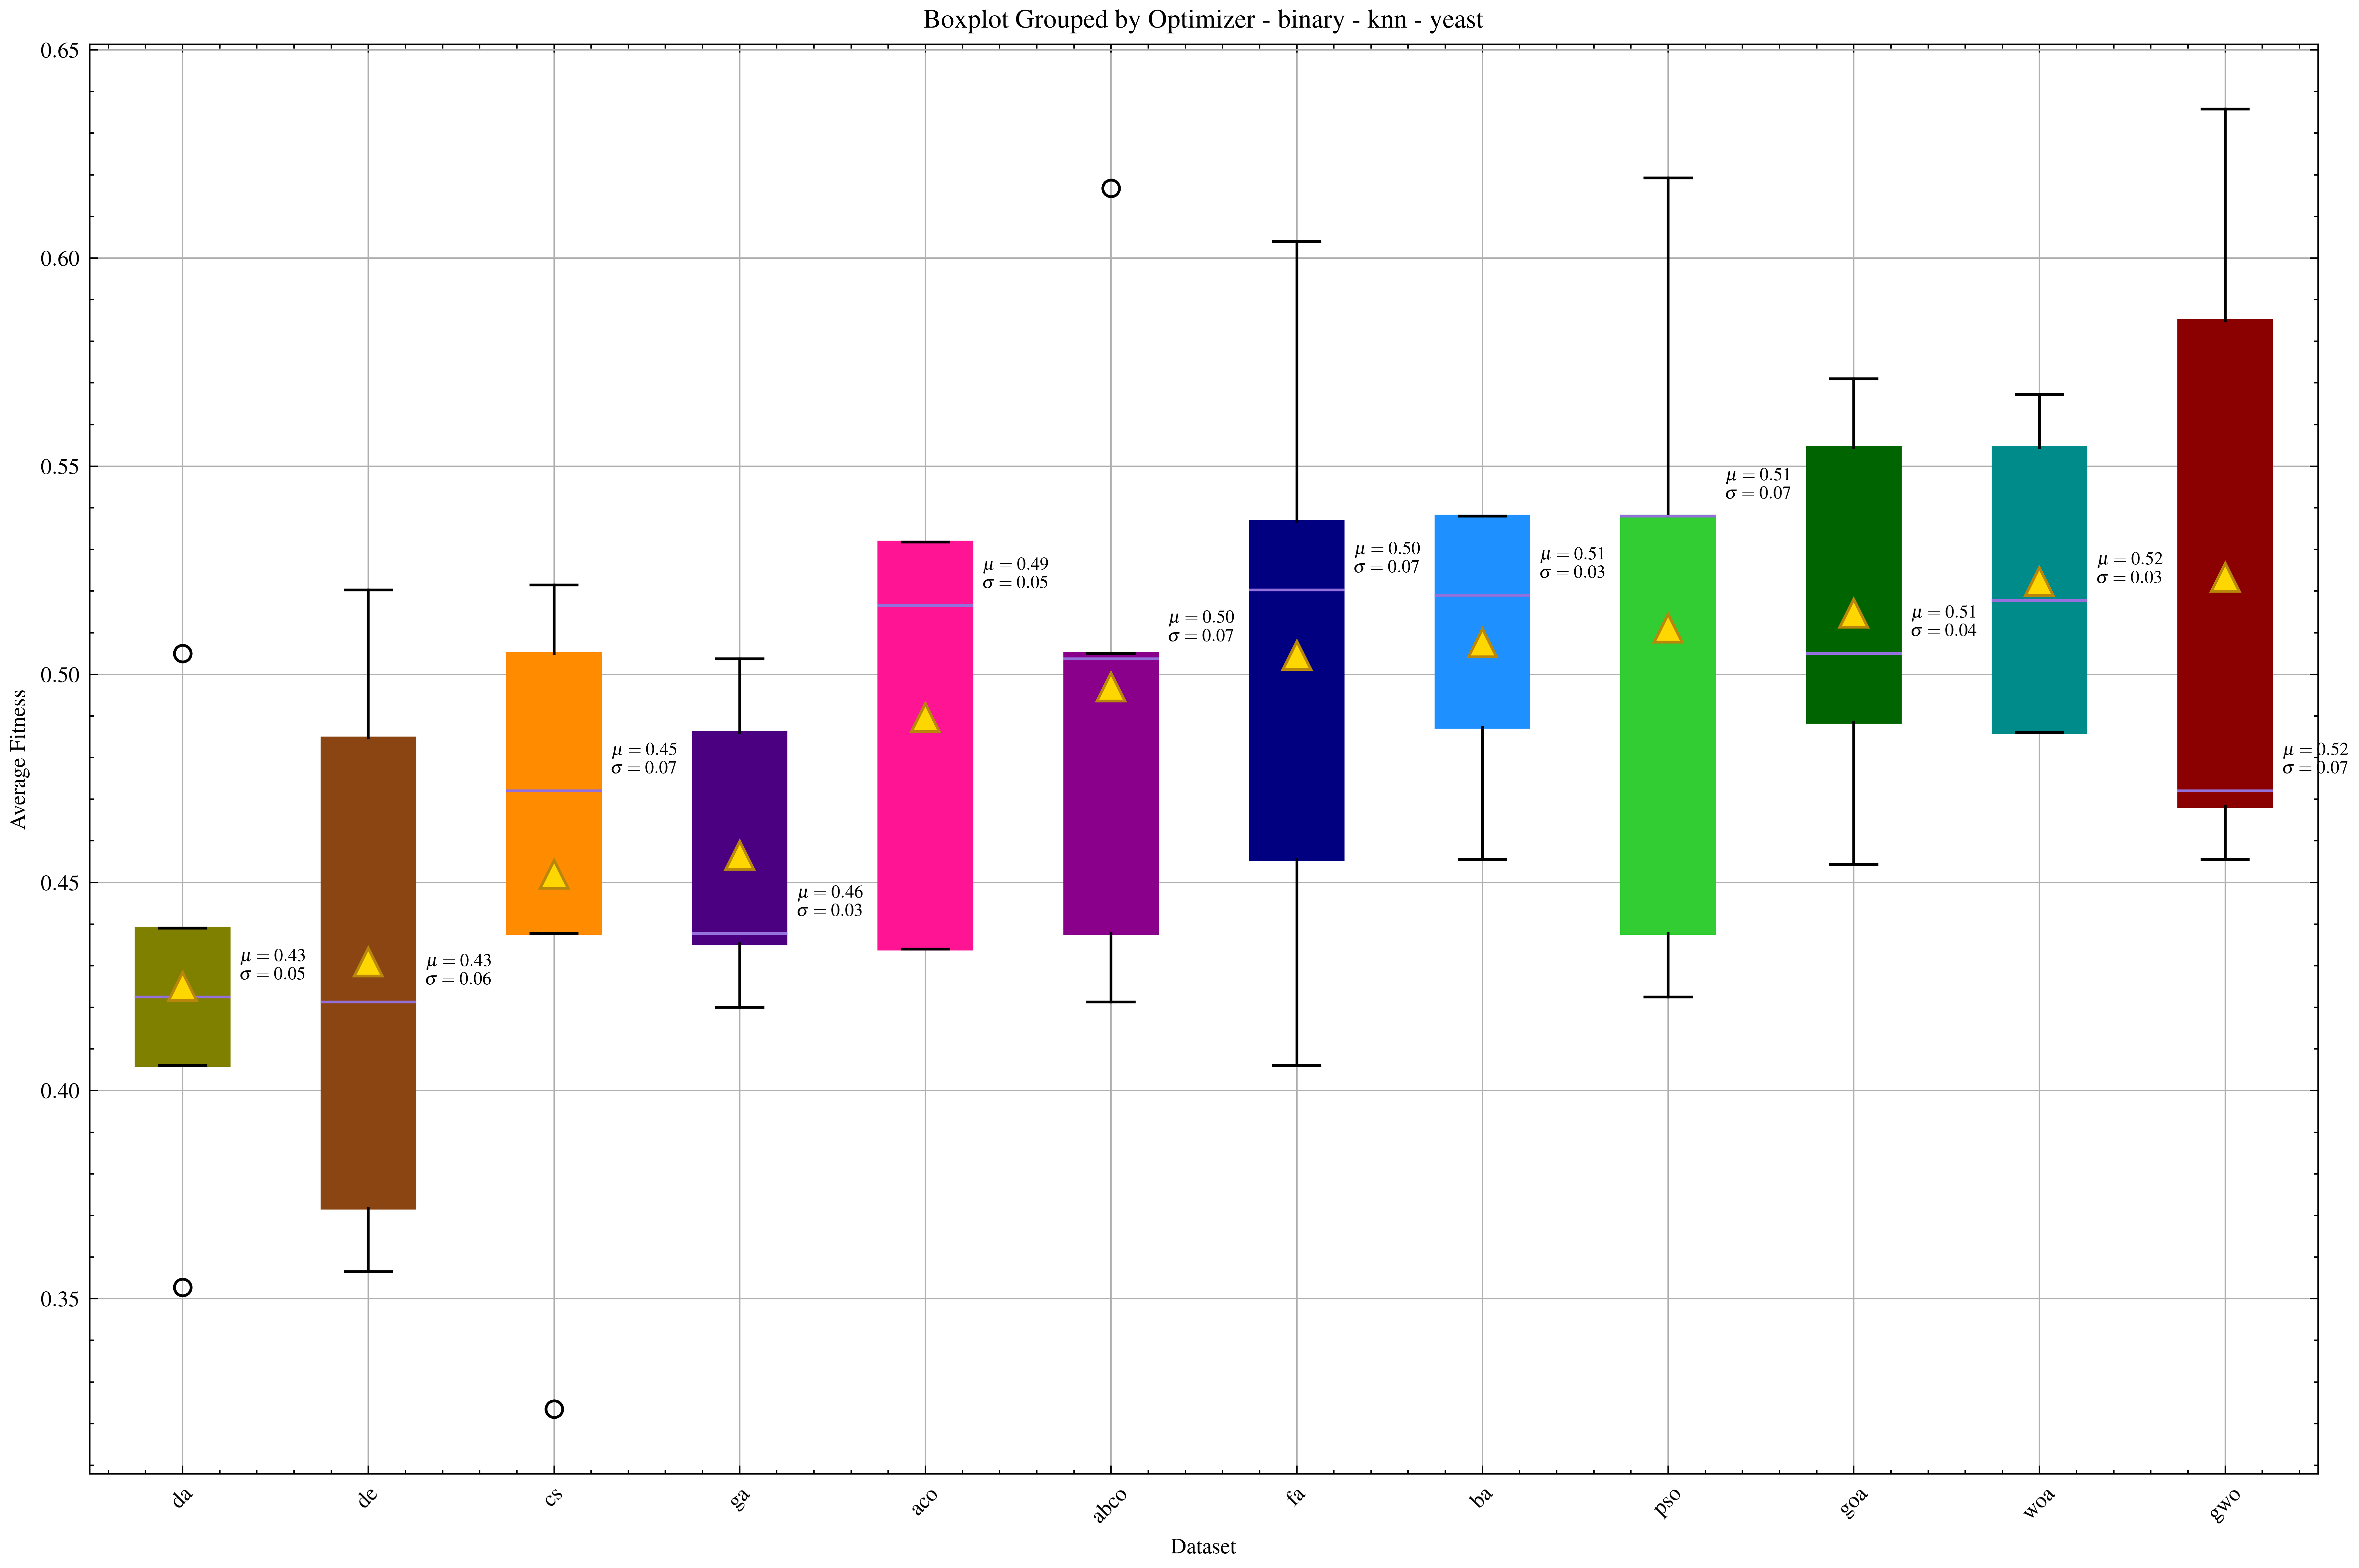 Boxplot Grouped by Optimizer - binary - knn - yeast
Average Fitness
0.65
0.60
0.55
0.50
0.45
0.40
0.35
μ = 0.43
σ = 0.05
μ = 0.43
σ = 0.06
μ = 0.45
σ = 0.07
μ = 0.46
σ = 0.03
μ = 0.49
σ = 0.05
μ = 0.50
σ = 0.07
μ = 0.50
σ = 0.07
μ = 0.51
σ = 0.03
μ = 0.51
σ = 0.07
μ = 0.51
σ = 0.04
μ = 0.52
σ = 0.03
μ = 0.52
σ = 0.07
da
de
cs
ga
aco
abco
fa
ba
pso
goa
woa
gwo
Dataset